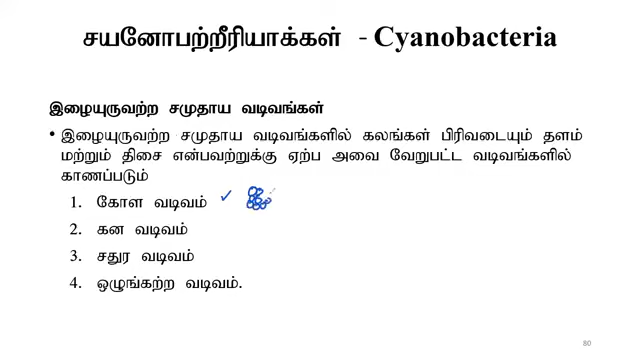 சயனோபற்றீரியாக்கள் - Cyanobacteria
இழையுருவற்ற சமுதாய வடிவங்கள்
• இழையுருவற்ற சமுதாய வடிவங்களில் கலங்கள் பிரிவடையும் தளம்
மற்றும் திசை என்பவற்றுக்கு ஏற்ப அவை வேறுபட்ட வடிவங்களில்
காணப்படும்
1. கோள வடிவம்
2. கன வடிவம்
3. சதுர வடிவம்
4. ஒழுங்கற்ற வடிவம்.
80